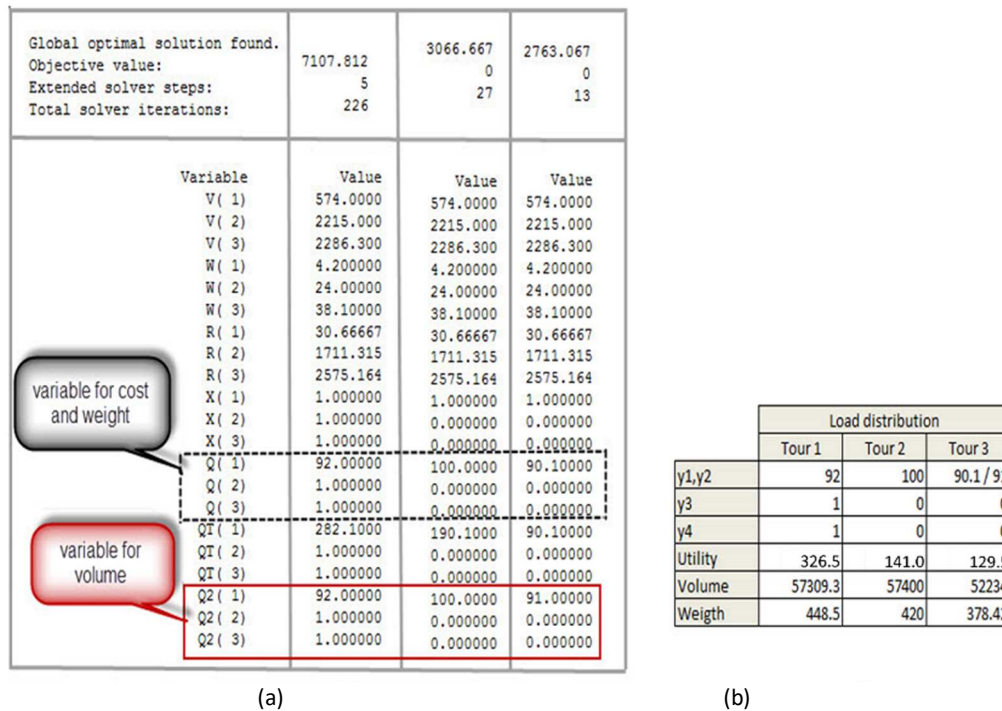 Global optimal solution found.
Objective value: 7107.812 3066.667 2763.067
Extended solver steps: 5 0 0
Total solver iterations: 226 27 13
Variable Value Value Value
V( 1) 574.0000 574.0000 574.0000
V( 2) 2215.000 2215.000 2215.000
V( 3) 2286.300 2286.300 2286.300
W( 1) 4.200000 4.200000 4.200000
W( 2) 24.00000 24.00000 24.00000
W( 3) 38.10000 38.10000 38.10000
R( 1) 30.66667 30.66667 30.66667
R( 2) 1711.315 1711.315 1711.315
R( 3) 2575.164 2575.164 2575.164
X( 1) 1.000000 1.000000 1.000000
X( 2) 1.000000 0.000000 0.000000
X( 3) 1.000000 0.000000 0.000000
Q( 1) 92.00000 100.0000 90.10000
Q( 2) 1.000000 0.000000 0.000000
Q( 3) 1.000000 0.000000 0.000000
QT( 1) 282.1000 190.1000 90.10000
QT( 2) 1.000000 0.000000 0.000000
QT( 3) 1.000000 0.000000 0.000000
Q2( 1) 92.00000 100.0000 91.00000
Q2( 2) 1.000000 0.000000 0.000000
Q2( 3) 1.000000 0.000000 0.000000
variable for cost
and weight
variable for
volume
(a)
Load distribution
Tour 1 Tour 2 Tour 3
y1,y2 92 100 90.1 /
y3 1 0
y4 1 0
Utility 326.5 141.0
Volume 57309.3 57400
Weigth 448.5 420
(b)